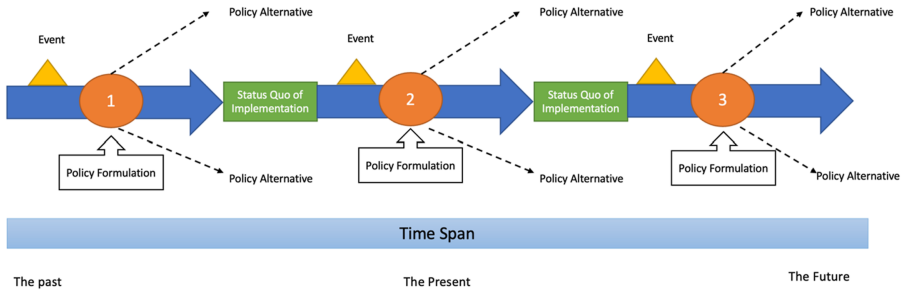 Policy Alternative
Policy Alternative
Policy Alternative
Event
Event
Event
1
Status Quo of
Implementation
2
Status Quo of
Implementation
3
Policy Formulation
Policy Formulation
Policy Formulation
Policy Alternative
Policy Alternative
Policy Alternative
Time Span
The past
The Present
The Future